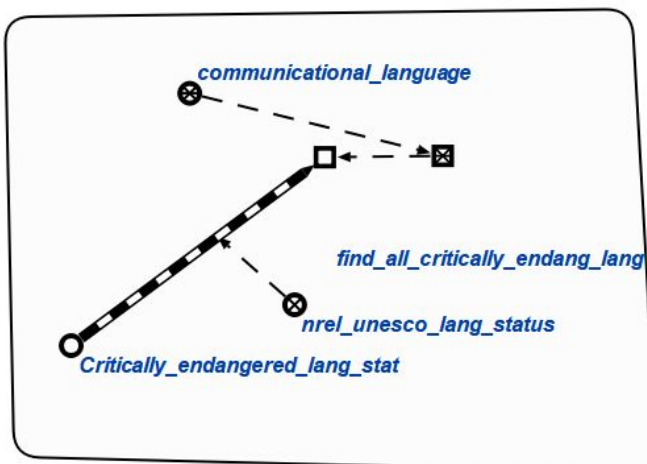 communicational_language
find_all_critically_endang_lang
nrel_unesco_lang_status
Critically_endangered_lang_stat